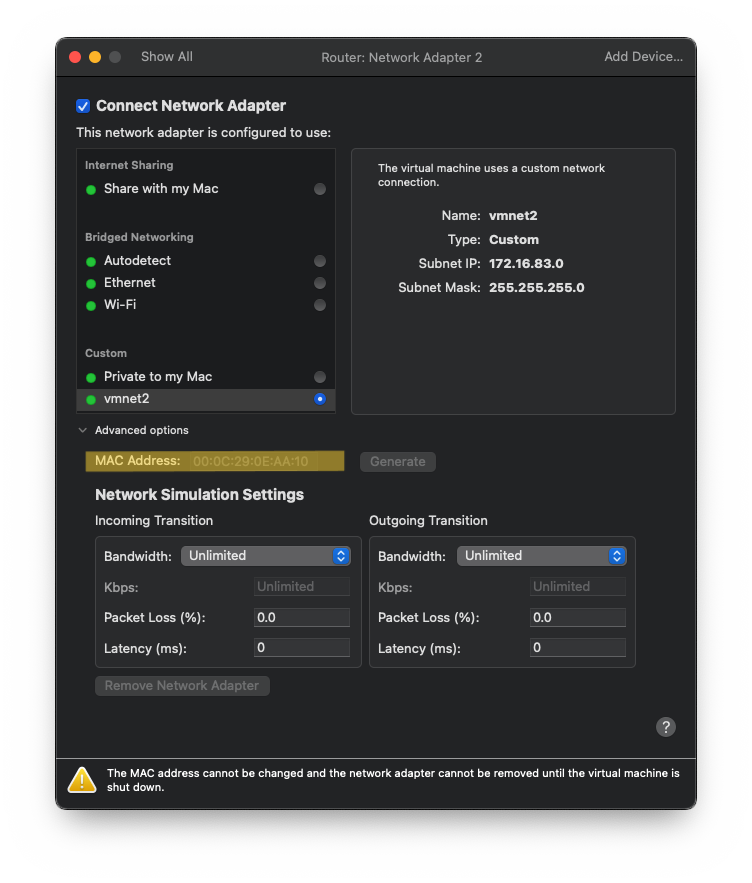 Show All
Router: Network Adapter 2
Add Device...
Connect Network Adapter
This network adapter is configured to use:
Internet Sharing
Share with my Mac
Bridged Networking
Autodetect
Ethernet
Wi-Fi
Custom
Private to my Mac
vmnet2
The virtual machine uses a custom network
connection.
Name: vmnet2
Type: Custom
Subnet IP: 172.16.83.0
Subnet Mask: 255.255.255.0
Advanced options
MAC Address: 00:0C:29:0E:AA:10
Generate
Network Simulation Settings
Incoming Transition
Bandwidth: Unlimited
Kbps: Unlimited
Packet Loss (%): 0.0
Latency (ms): 0
Outgoing Transition
Bandwidth: Unlimited
Kbps: Unlimited
Packet Loss (%): 0.0
Latency (ms): 0
Remove Network Adapter
?
The MAC address cannot be changed and the network adapter cannot be removed until the virtual machine is
shut down.